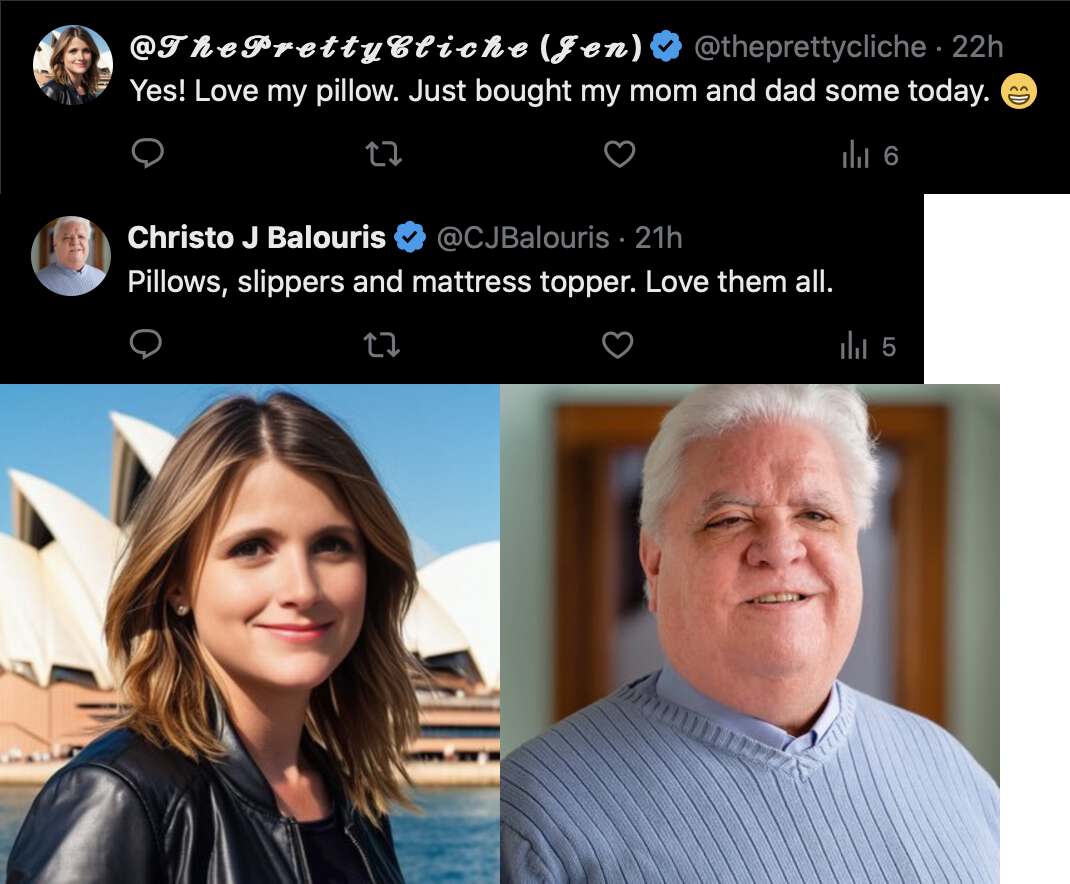 @𝓣𝓱𝓮𝓟𝓻𝓮𝓽𝓽𝔂𝓒𝓵𝓲𝓬𝓱𝓮 (𝓙𝓮𝓷) @theprettycliche · 22h
Yes! Love my pillow. Just bought my mom and dad some today. 😁
6
Christo J Balouris @CJBalouris · 21h
Pillows, slippers and mattress topper. Love them all.
5